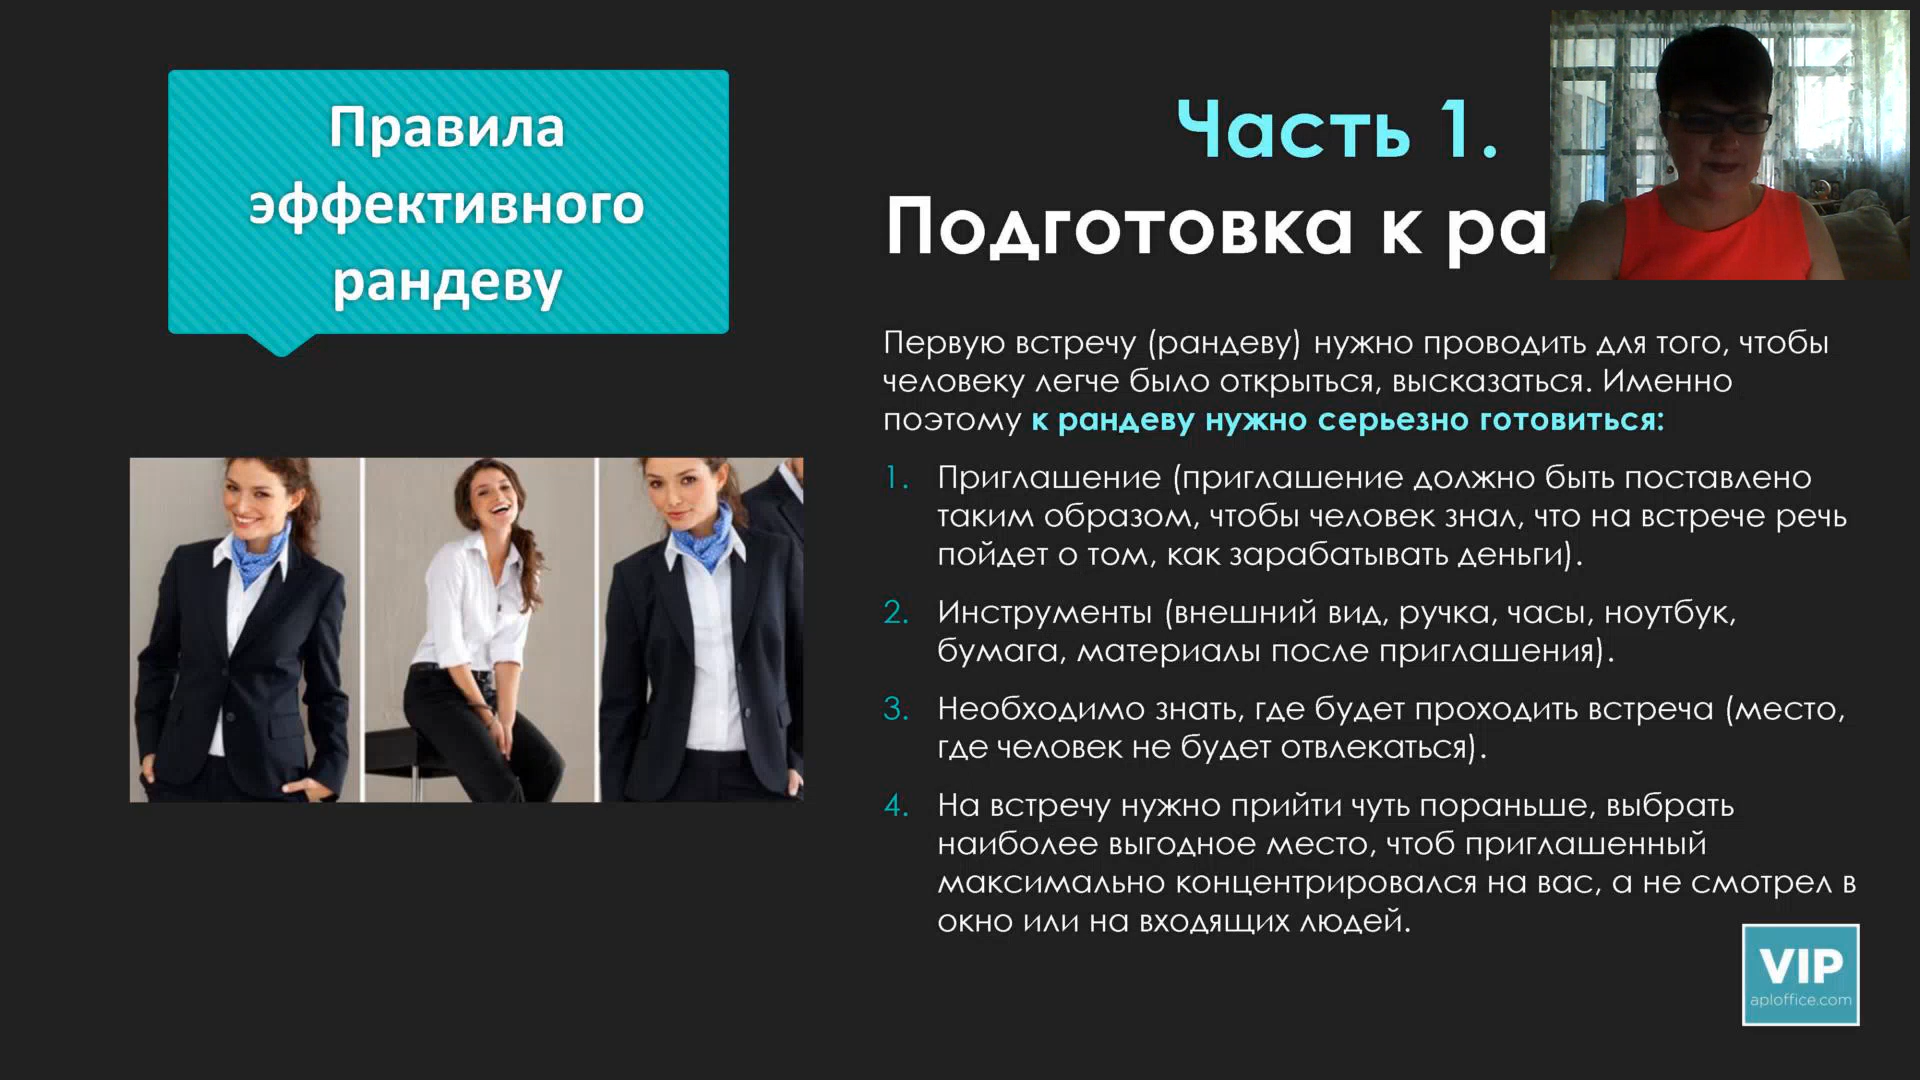 Правила
эффективного
рандеву
Часть 1.
Подготовка к ра
Первую встречу (рандеву) нужно проводить для того, чтобы
человеку легче было открыться, высказаться. Именно
поэтому к рандеву нужно серьезно готовиться:
1. Приглашение (приглашение должно быть поставлено
таким образом, чтобы человек знал, что на встрече речь
пойдет о том, как зарабатывать деньги).
2. Инструменты (внешний вид, ручка, часы, ноутбук,
бумага, материалы после приглашения).
3. Необходимо знать, где будет проходить встреча (место,
где человек не будет отвлекаться).
4. На встречу нужно прийти чуть пораньше, выбрать
наиболее выгодное место, чтоб приглашенный
максимально концентрировался на вас, а не смотрел в
окно или на входящих людей.
VIP
aploffice.com